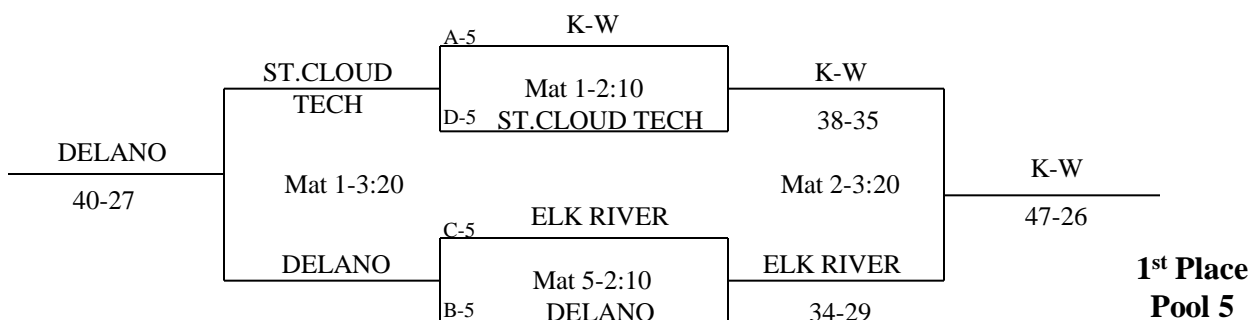 K-W
A-5
ST.CLOUD
TECH
Mat 1-2:10
K-W
D-5 ST.CLOUD TECH
38-35
DELANO
40-27
Mat 1-3:20
Mat 2-3:20
K-W
47-26
ELK RIVER
C-5
DELANO
Mat 5-2:10
ELK RIVER
B-5
DELANO
34-29
1st Place
Pool 5